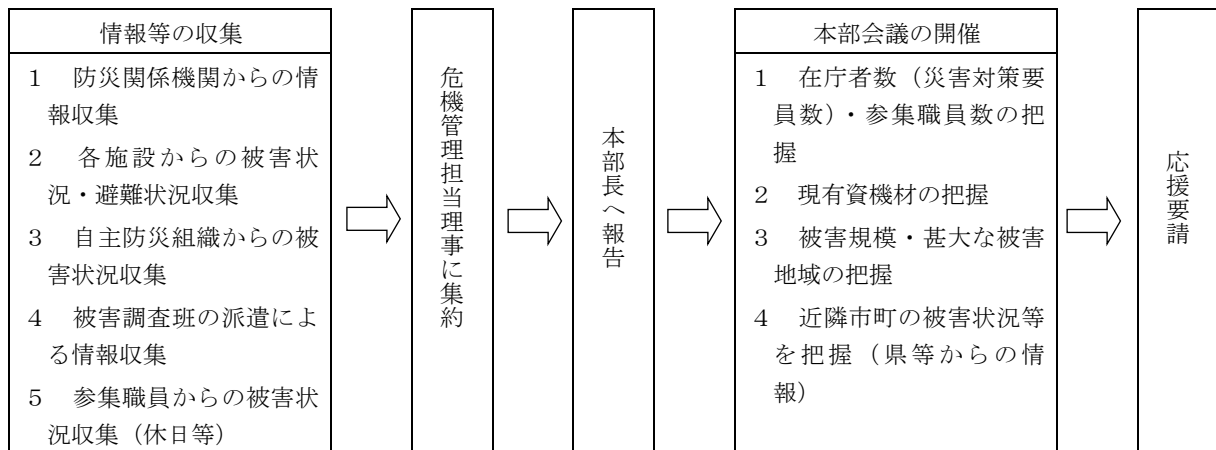 情報等の収集
1 防災関係機関からの情
報収集
2 各施設からの被害状
況・避難状況収集
3 自主防災組織からの被
害状況収集
4 被害調査班の派遣によ
る情報収集
5 参集職員からの被害状
況収集（休日等）
危機管理担当理事に集約
本部長へ報告
本部会議の開催
1 在庁者数（災害対策要
員数）・参集職員数の把
握
2 現有資機材の把握
3 被害規模・甚大な被害
地域の把握
4 近隣市町の被害状況等
を把握（県等からの情
報）
応援要請